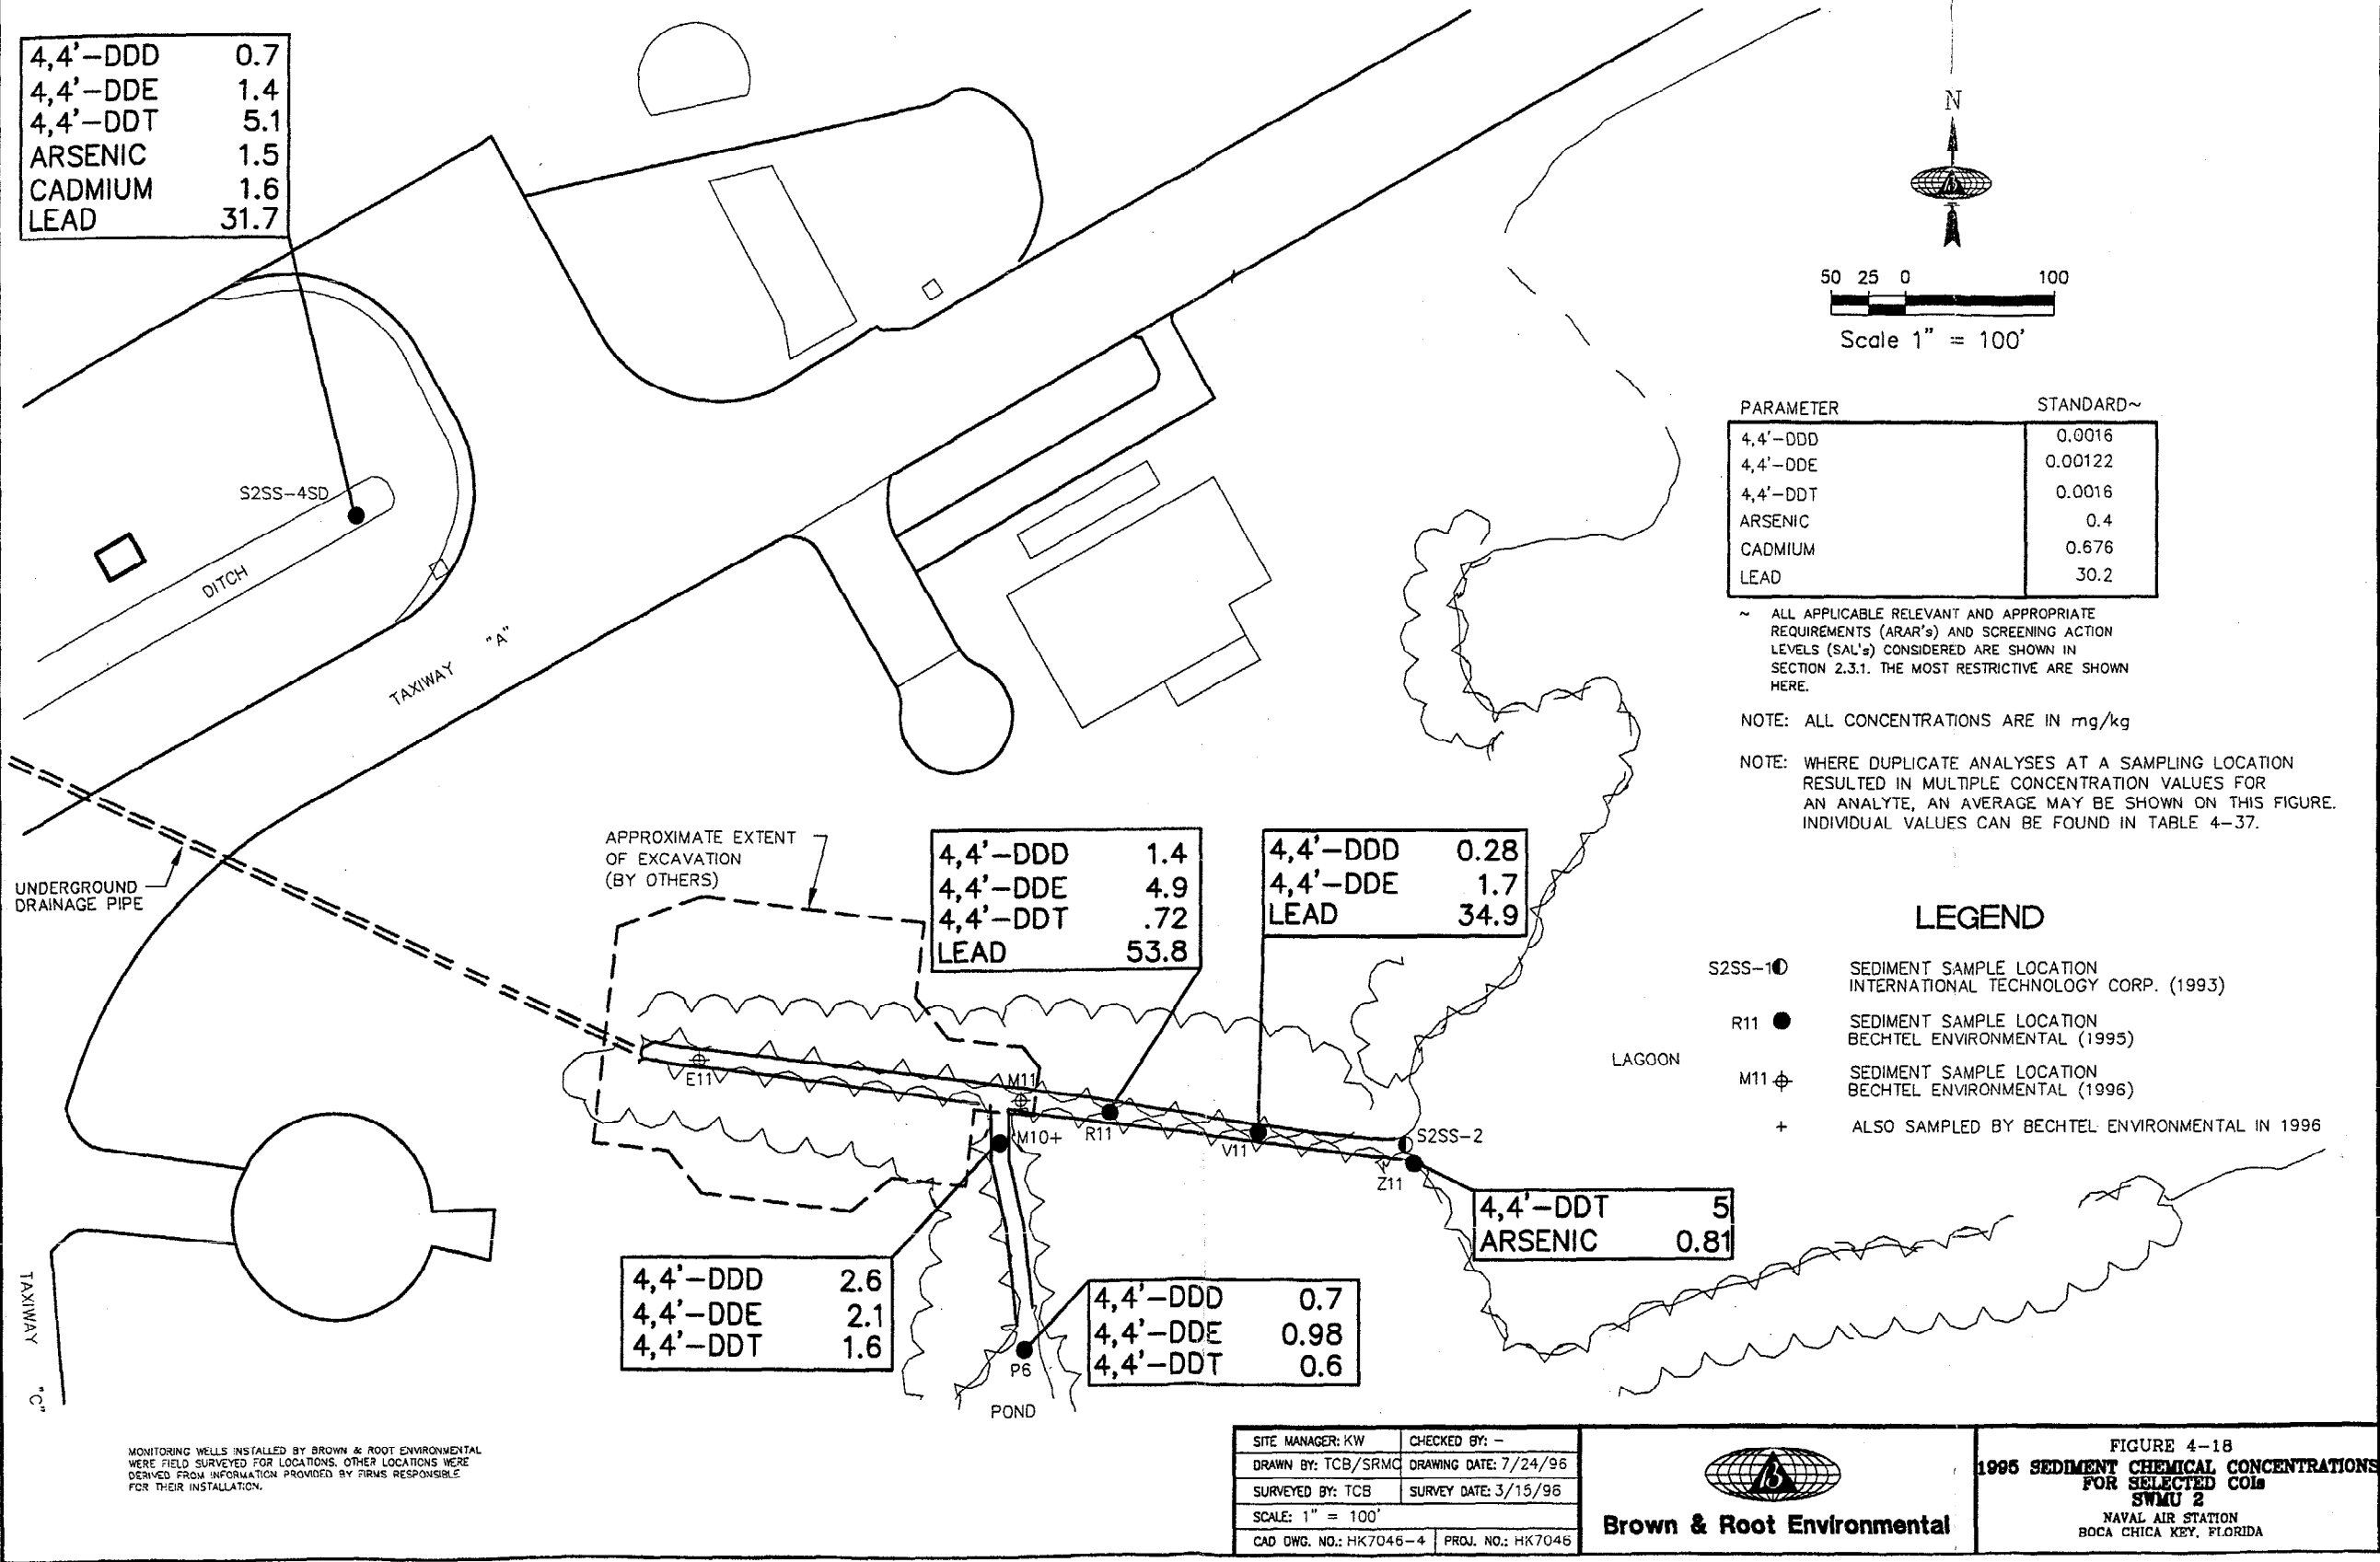 4,4'-DDD 0.7
4,4'-DDE 1.4
4,4'-DDT 5.1
ARSENIC 1.5
CADMIUM 1.6
LEAD 31.7
N
50 25 0 100
Scale 1" = 100'
PARAMETER STANDARD~
4,4'-DDD 0.0016
4,4'-DDE 0.00122
4,4'-DDT 0.0016
ARSENIC 0.4
CADMIUM 0.676
LEAD 30.2
~ ALL APPLICABLE RELEVANT AND APPROPRIATE
REQUIREMENTS (ARAR's) AND SCREENING ACTION
LEVELS (SAL's) CONSIDERED ARE SHOWN IN
SECTION 2.3.1. THE MOST RESTRICTIVE ARE SHOWN
HERE.
NOTE: ALL CONCENTRATIONS ARE IN mg/kg
NOTE: WHERE DUPLICATE ANALYSES AT A SAMPLING LOCATION
RESULTED IN MULTIPLE CONCENTRATION VALUES FOR
AN ANALYTE, AN AVERAGE MAY BE SHOWN ON THIS FIGURE.
INDIVIDUAL VALUES CAN BE FOUND IN TABLE 4-37.
S2SS-4SD
DITCH
TAXIWAY "A"
UNDERGROUND
DRAINAGE PIPE
APPROXIMATE EXTENT
OF EXCAVATION
(BY OTHERS)
4,4'-DDD 1.4
4,4'-DDE 4.9
4,4'-DDT .72
LEAD 53.8
4,4'-DDD 0.28
4,4'-DDE 1.7
LEAD 34.9
LEGEND
S2SS-1 SEDIMENT SAMPLE LOCATION
INTERNATIONAL TECHNOLOGY CORP. (1993)
R11 SEDIMENT SAMPLE LOCATION
BECHTEL ENVIRONMENTAL (1995)
M11 SEDIMENT SAMPLE LOCATION
BECHTEL ENVIRONMENTAL (1996)
+ ALSO SAMPLED BY BECHTEL ENVIRONMENTAL IN 1996
LAGOON
E11
M11
M10+
R11
V11
S2SS-2
Z11
4,4'-DDT 5
ARSENIC 0.81
4,4'-DDD 2.6
4,4'-DDE 2.1
4,4'-DDT 1.6
4,4'-DDD 0.7
4,4'-DDE 0.98
4,4'-DDT 0.6
P6
POND
TAXIWAY "C"
MONITORING WELLS INSTALLED BY BROWN & ROOT ENVIRONMENTAL
WERE FIELD SURVEYED FOR LOCATIONS. OTHER LOCATIONS WERE
DERIVED FROM INFORMATION PROVIDED BY FIRMS RESPONSIBLE
FOR THEIR INSTALLATION.
SITE MANAGER: KW CHECKED BY: -
DRAWN BY: TCB/SRMC DRAWING DATE: 7/24/96
SURVEYED BY: TCB SURVEY DATE: 3/15/96
SCALE: 1" = 100'
CAD DWG. NO.: HK7046-4 PROJ. NO.: HK7046
Brown & Root Environmental
FIGURE 4-18
1995 SEDIMENT CHEMICAL CONCENTRATIONS
FOR SELECTED COIs
SWMU 2
NAVAL AIR STATION
BOCA CHICA KEY, FLORIDA